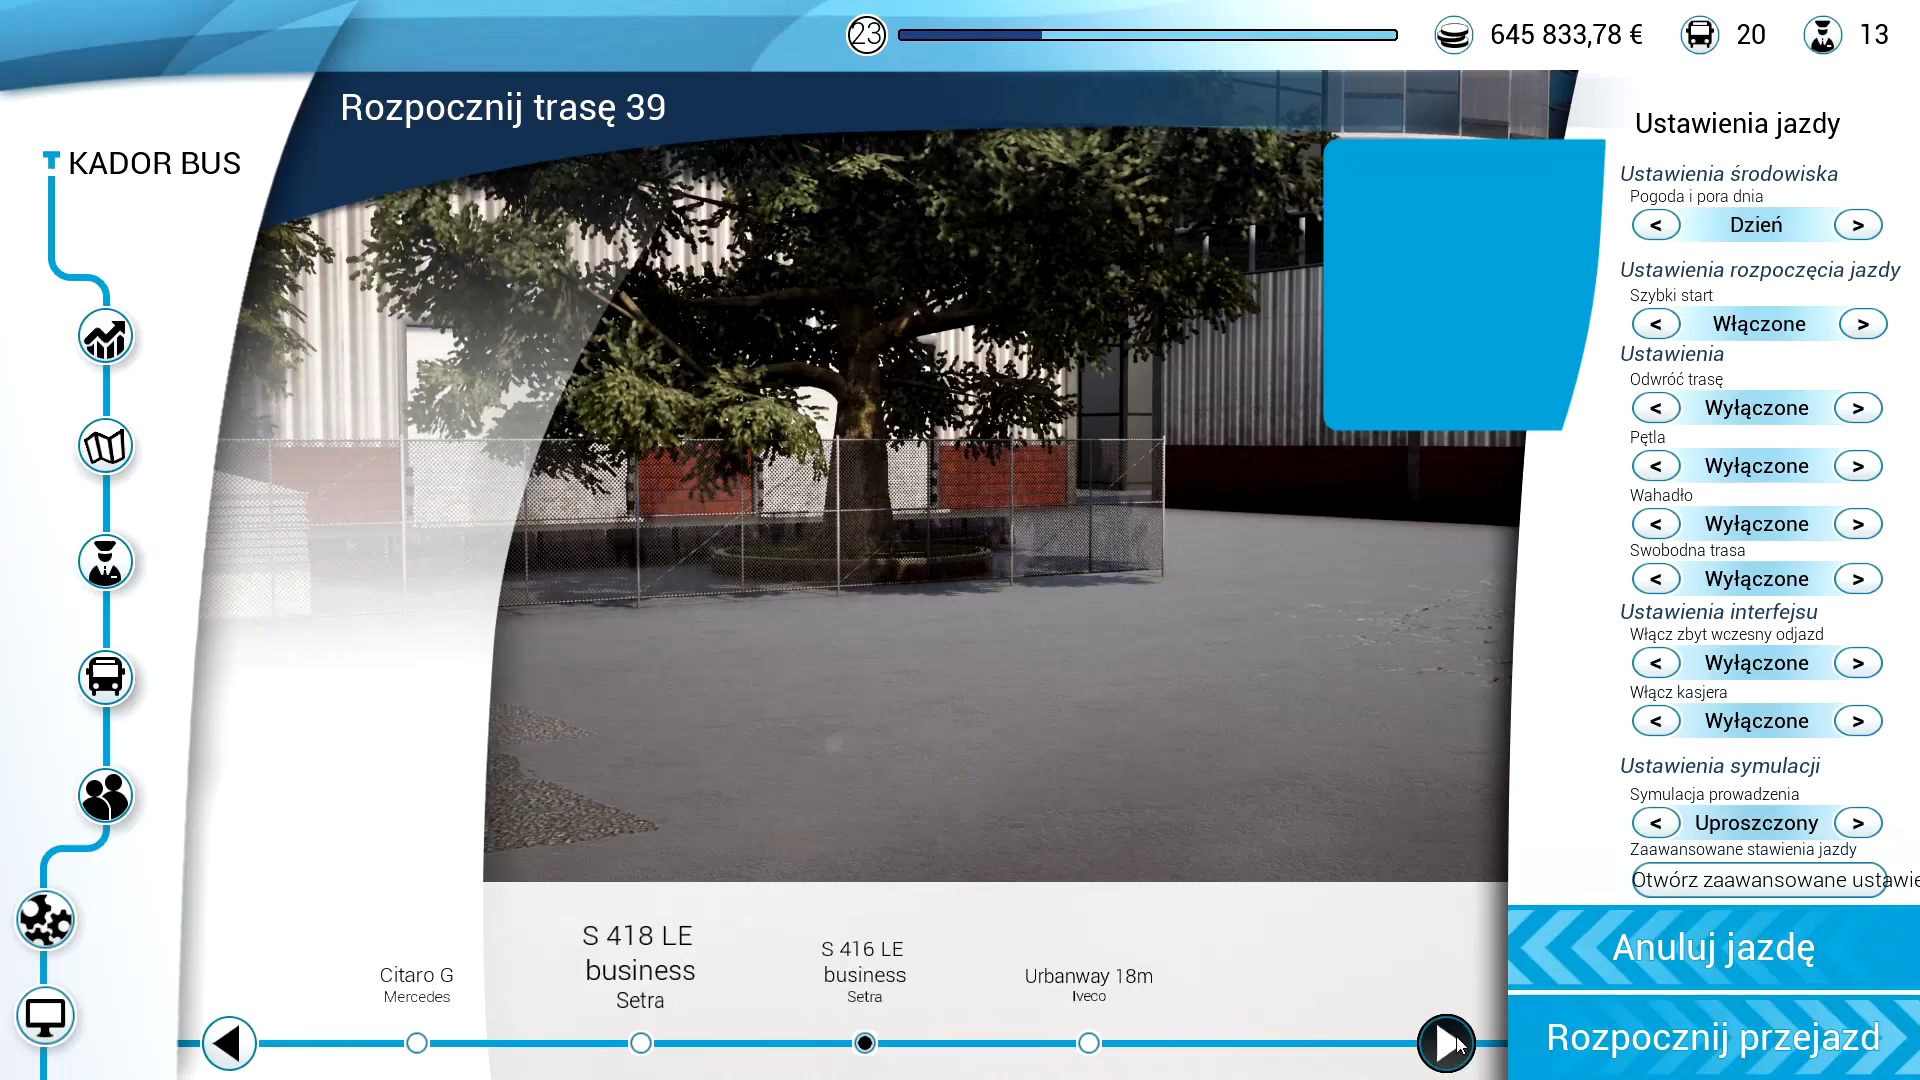 23
645 833,78 €
20
13
Rozpocznij trasę 39
KADOR BUS
Ustawienia jazdy
Ustawienia środowiska
Pogoda i pora dnia
< Dzień >
Ustawienia rozpoczęcia jazdy
Szybki start
< Włączone >
Ustawienia
Odwróć trasę
< Wyłączone >
Pętla
< Wyłączone >
Wahadło
< Wyłączone >
Swobodna trasa
< Wyłączone >
Ustawienia interfejsu
Włącz zbyt wczesny odjazd
< Wyłączone >
Włącz kasjera
< Wyłączone >
Ustawienia symulacji
Symulacja prowadzenia
< Uproszczony >
Zaawansowane stawienia jazdy
Otwórz zaawansowane ustawie
Anuluj jazdę
Rozpocznij przejazd
Citaro G
Mercedes
S 418 LE
business
Setra
S 416 LE
business
Setra
Urbanway 18m
Iveco